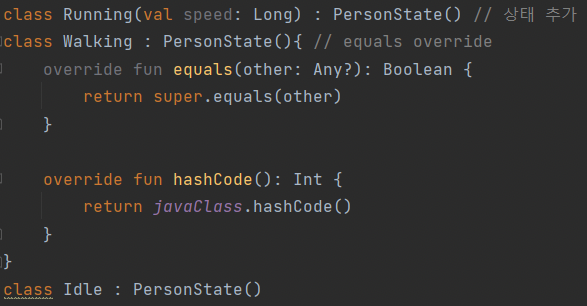 class Running(val speed: Long) : PersonState() // 상태 추가
class Walking : PersonState(){ // equals override
    override fun equals(other: Any?): Boolean {
        return super.equals(other)
    }

    override fun hashCode(): Int {
        return javaClass.hashCode()
    }
}
class Idle : PersonState()